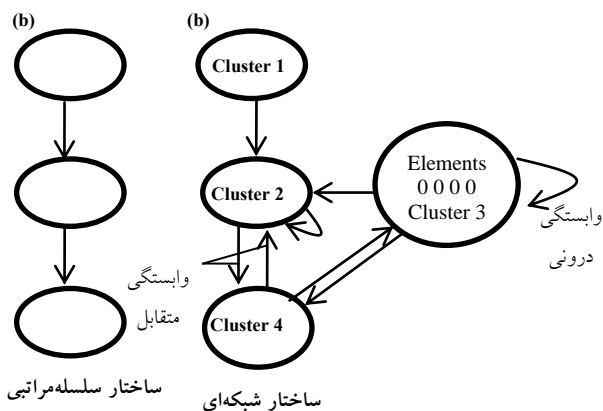 (b)
(b)
Cluster 1
Cluster 2
Elements
0 0 0 0
Cluster 3
وابستگی
درونی
وابستگی
متقابل
Cluster 4
ساختار سلسله‌مراتبی
ساختار شبکه‌ای